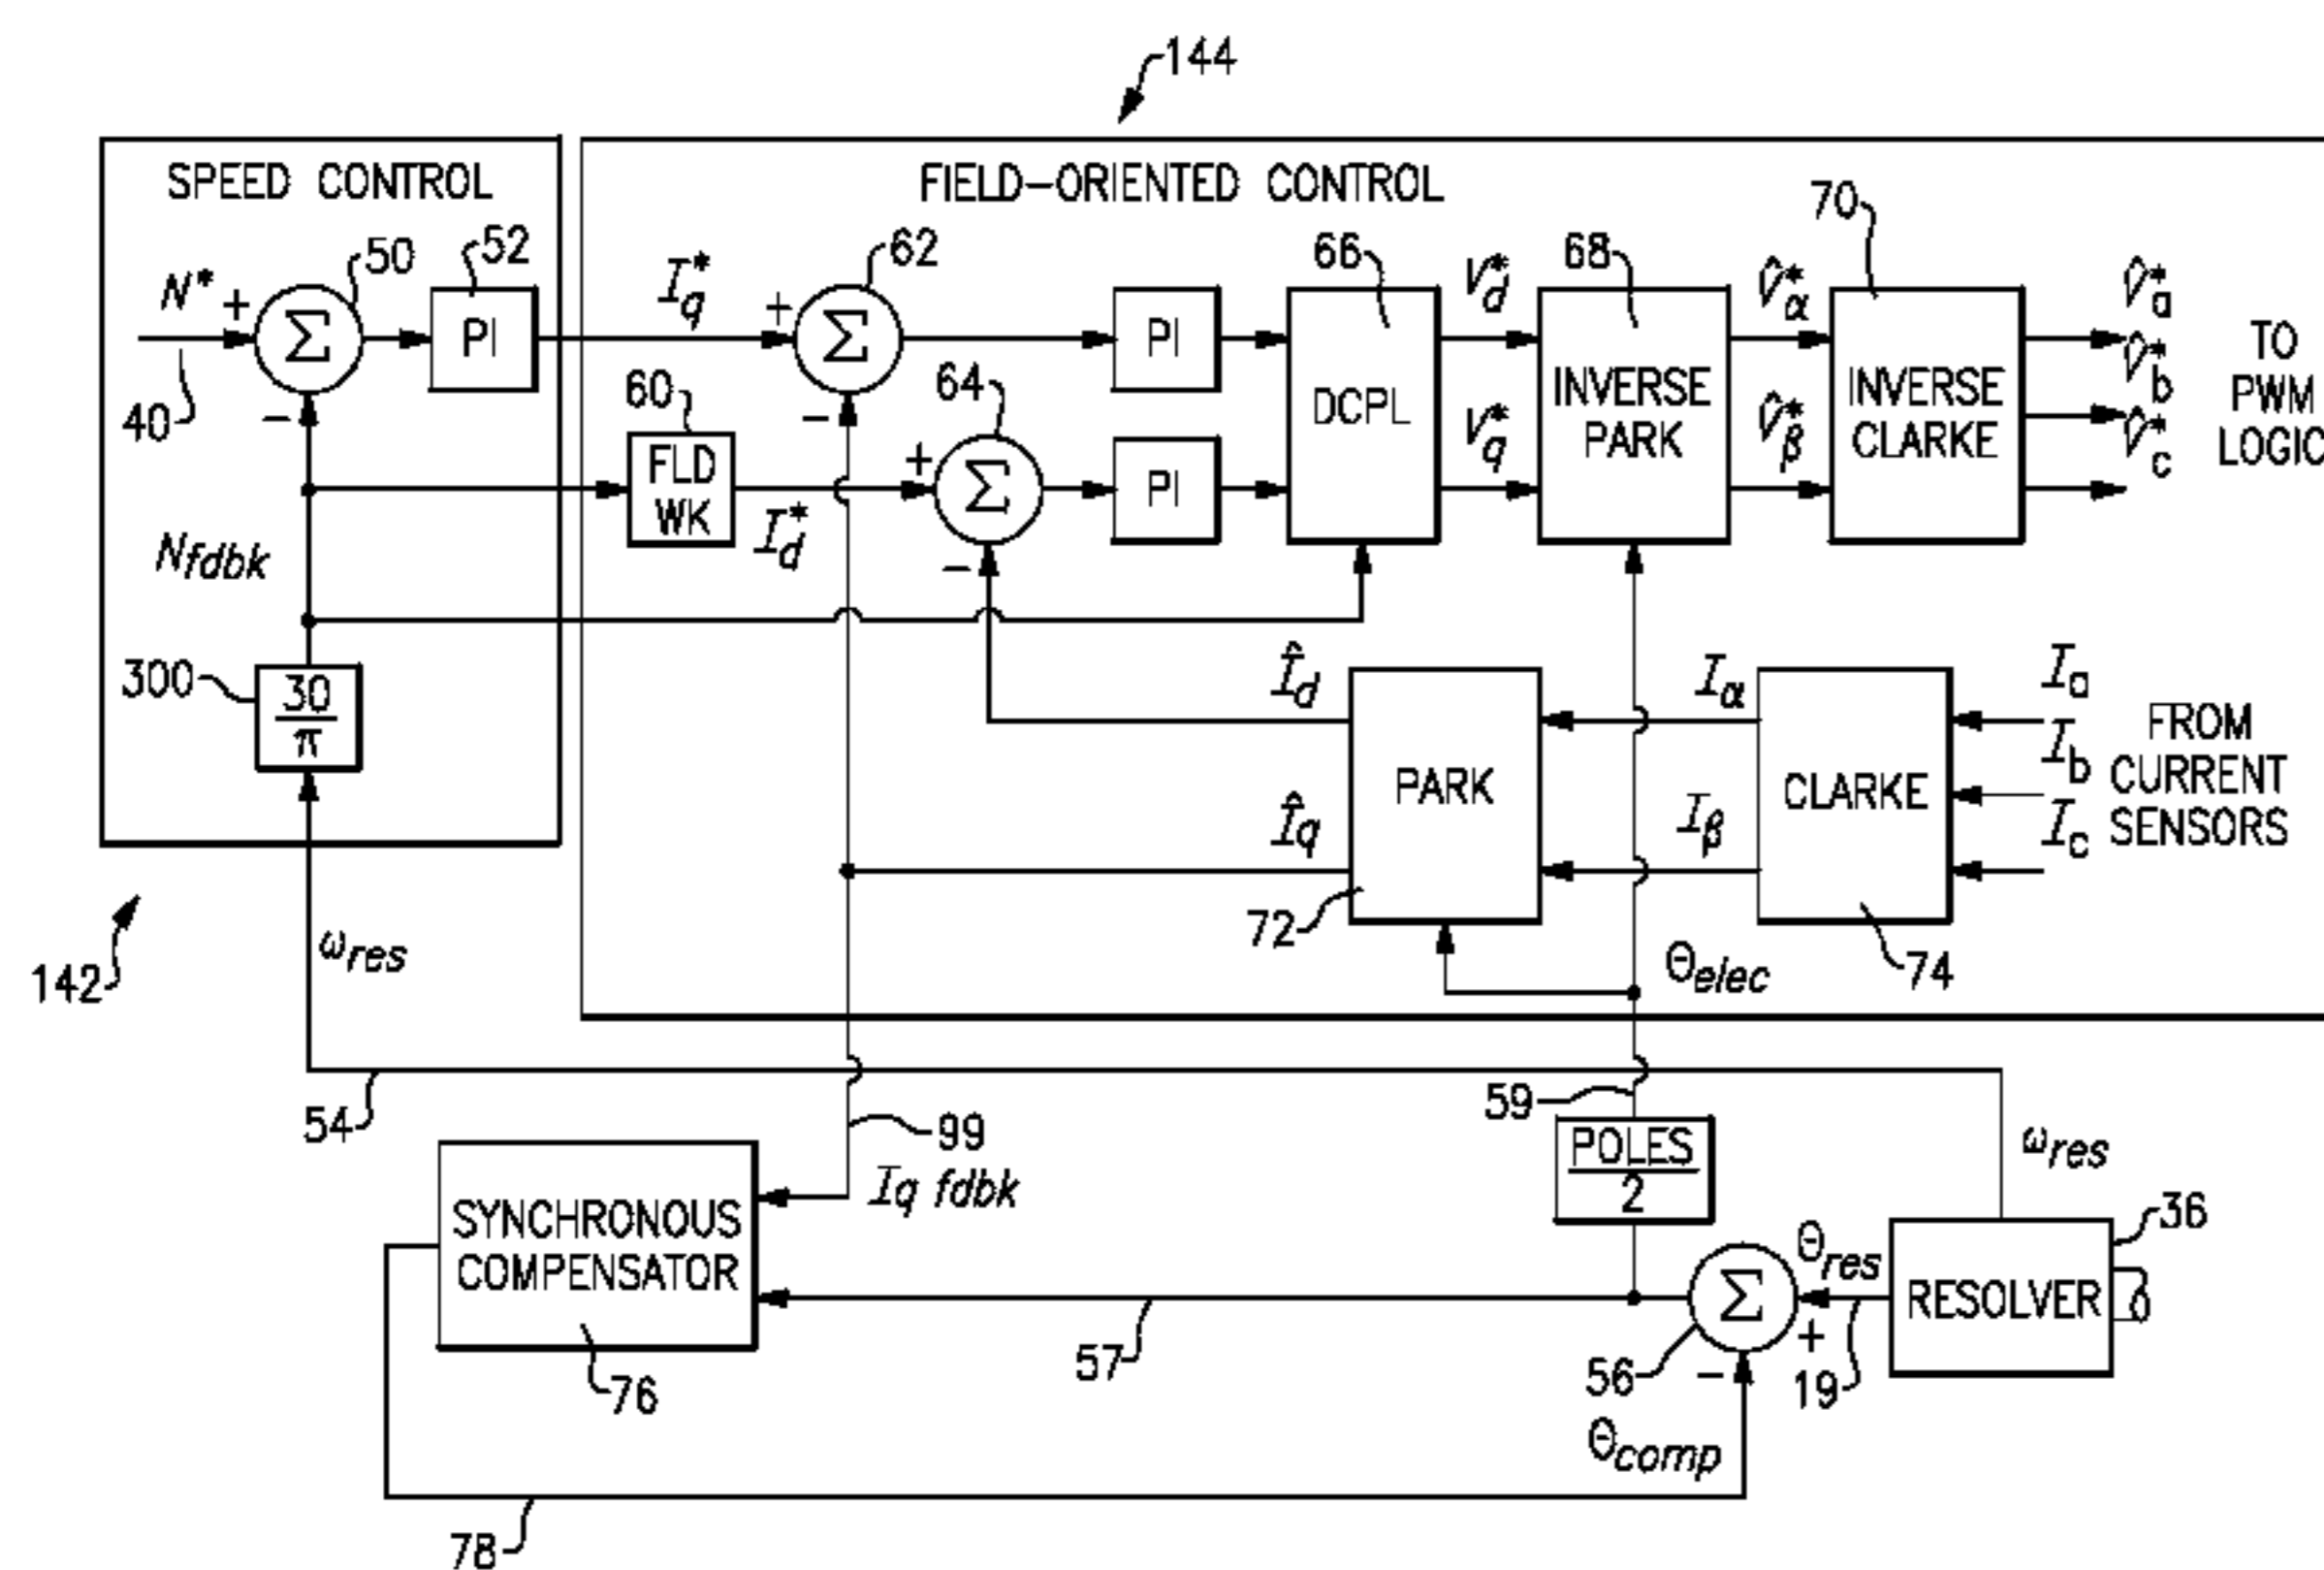 144
SPEED CONTROL
FIELD-ORIENTED CONTROL
N*
+
50
Σ
-
52
PI
40
I*q
+
62
Σ
-
60
FLD
WK
I*d
64
+
Σ
-
PI
PI
66
DCPL
V*d
V*q
68
INVERSE
PARK
V̂*α
V̂*β
70
INVERSE
CLARKE
V̂*a
V̂*b
V̂*c
TO
PWM
LOGIC
Nfdbk
300
30
π
Îd
Îq
PARK
72
Iα
Iβ
CLARKE
74
Ia
Ib
Ic
FROM
CURRENT
SENSORS
142
ωres
Θelec
54
99
Iq fdbk
59
POLES
2
ωres
SYNCHRONOUS
COMPENSATOR
76
57
56
Σ
+
-
Θres
19
RESOLVER
36
Θcomp
78